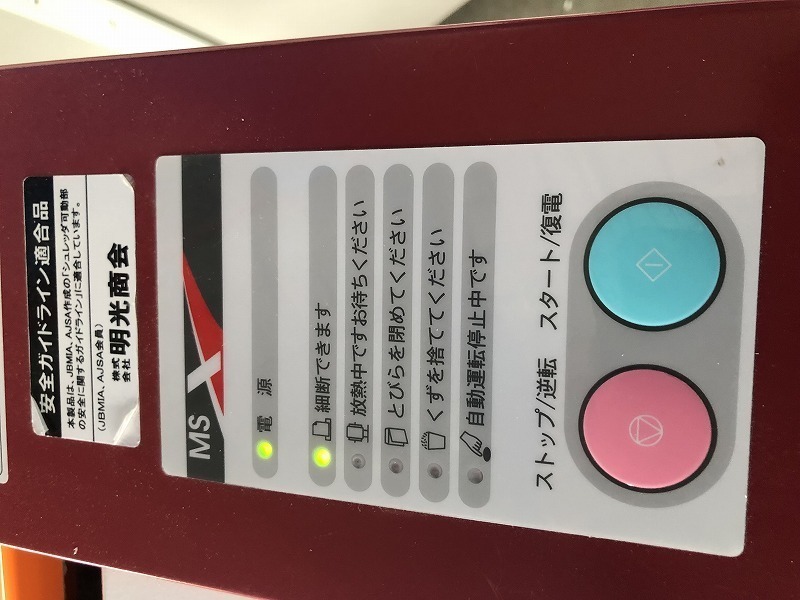 安全ガイドライン適合品
本製品は、JBMIA、AJSA作成の「シュレッダ可動部
の安全に関するガイドライン」に適合しています。
(JBMIA、AJSA会員)
株式会社 明光商会
MS X
電 源
細断できます
放熱中ですお待ちください
とびらを閉めてください
くずを捨ててください
自動運転停止中です
ストップ/逆転 スタート/復電